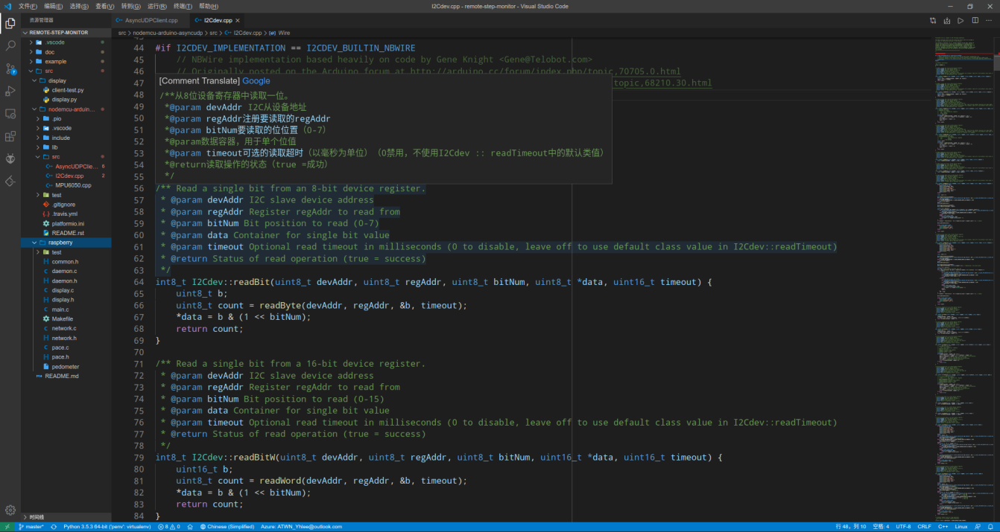 文件(F) 编辑(E) 选择(S) 查看(V) 转到(G) 运行(R) 终端(T) 帮助(H)
I2Cdev.cpp - remote-step-monitor - Visual Studio Code
资源管理器
AsyncUDPClient.cpp
I2Cdev.cpp
src > nodemcu-arduino-asyncudp > src > I2Cdev.cpp > Wire
REMOTE-STEP-MONITOR
.vscode
doc
example
src
display
client-test.py
display.py
nodemcu-arduin...
.pio
.vscode
include
lib
src
AsyncUDPClie... 6
I2Cdev.cpp 2
MPU6050.cpp
test
.gitignore
.travis.yml
platformio.ini
README.rst
raspberry
test
common.h
daemon.c
daemon.h
display.c
display.h
main.c
Makefile
network.c
network.h
pace.c
pace.h
pedometer
README.md
时间线
44 #if I2CDEV_IMPLEMENTATION == I2CDEV_BUILTIN_NBWIRE
45 // NBWire implementation based heavily on code by Gene Knight <Gene@Telobot.com>
46 // Originally posted on the Arduino forum at http://arduino.cc/forum/index.php/topic,70705.0.html
47 topic,68210.30.html
[Comment Translate] Google
/**从8位设备寄存器中读取一位。
*@param devAddr I2C从设备地址
*@param regAddr注册要读取的regAddr
*@param bitNum要读取的位位置（0-7）
*@param数据容器，用于单个位值
*@param timeout可选的读取超时（以毫秒为单位）（0禁用，不使用I2Cdev :: readTimeout中的默认类值）
*@return读取操作的状态（true =成功）
*/
48
49
50
51
52
53
54
55
56 /** Read a single bit from an 8-bit device register.
57 * @param devAddr I2C slave device address
58 * @param regAddr Register regAddr to read from
59 * @param bitNum Bit position to read (0-7)
60 * @param data Container for single bit value
61 * @param timeout Optional read timeout in milliseconds (0 to disable, leave off to use default class value in I2Cdev::readTimeout)
62 * @return Status of read operation (true = success)
63 */
64 int8_t I2Cdev::readBit(uint8_t devAddr, uint8_t regAddr, uint8_t bitNum, uint8_t *data, uint16_t timeout) {
65 uint8_t b;
66 uint8_t count = readByte(devAddr, regAddr, &b, timeout);
67 *data = b & (1 << bitNum);
68 return count;
69 }
70
71 /** Read a single bit from a 16-bit device register.
72 * @param devAddr I2C slave device address
73 * @param regAddr Register regAddr to read from
74 * @param bitNum Bit position to read (0-15)
75 * @param data Container for single bit value
76 * @param timeout Optional read timeout in milliseconds (0 to disable, leave off to use default class value in I2Cdev::readTimeout)
77 * @return Status of read operation (true = success)
78 */
79 int8_t I2Cdev::readBitW(uint8_t devAddr, uint8_t regAddr, uint8_t bitNum, uint16_t *data, uint16_t timeout) {
80 uint16_t b;
81 uint8_t count = readWord(devAddr, regAddr, &b, timeout);
82 *data = b & (1 << bitNum);
83 return count;
84 }
master* Python 3.5.3 64-bit ('penv': virtualenv) 8 0 Chinese (Simplified) Azure: ATWN_Yhlee@outlook.com
行 48，列 10 空格: 4 UTF-8 CRLF C++ Linux